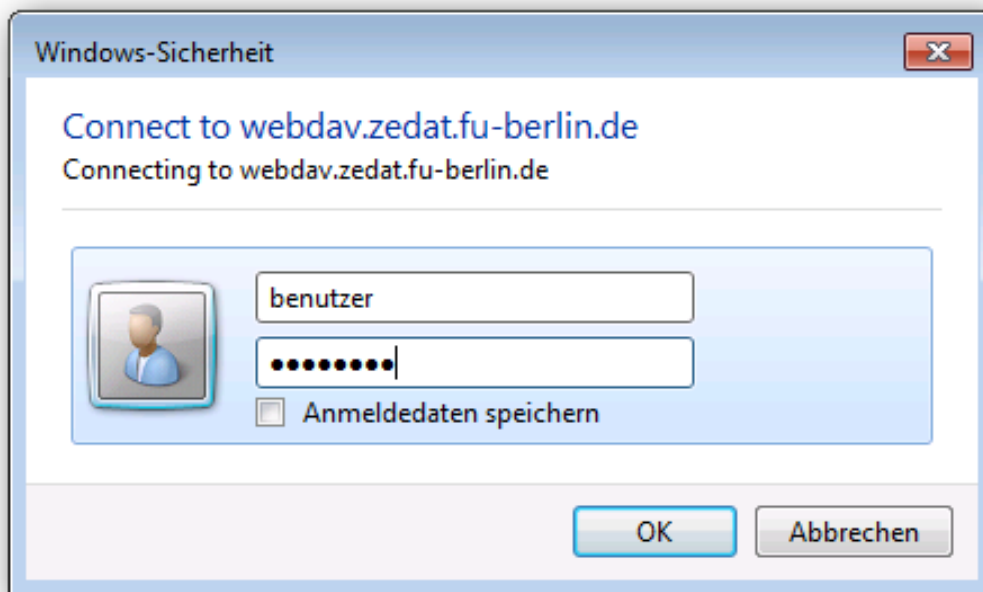 Windows-Sicherheit
Connect to webdav.zedat.fu-berlin.de
Connecting to webdav.zedat.fu-berlin.de
benutzer
••••••••
Anmeldedaten speichern
OK Abbrechen